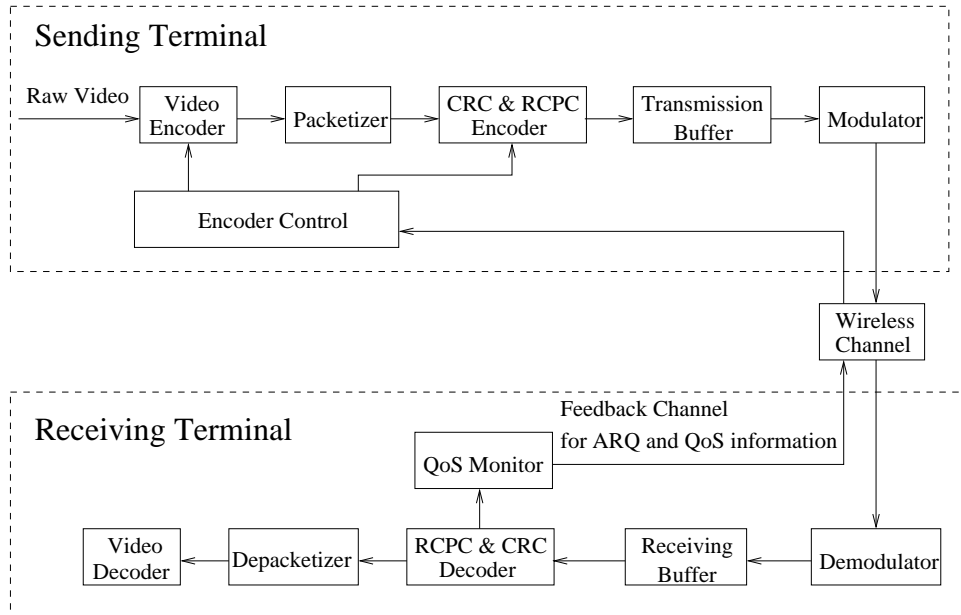 Sending Terminal
Raw Video
Video
Encoder
Packetizer
CRC & RCPC
Encoder
Transmission
Buffer
Modulator
Encoder Control
Wireless
Channel
Receiving Terminal
Feedback Channel
for ARQ and QoS information
QoS Monitor
Video
Decoder
Depacketizer
RCPC & CRC
Decoder
Receiving
Buffer
Demodulator